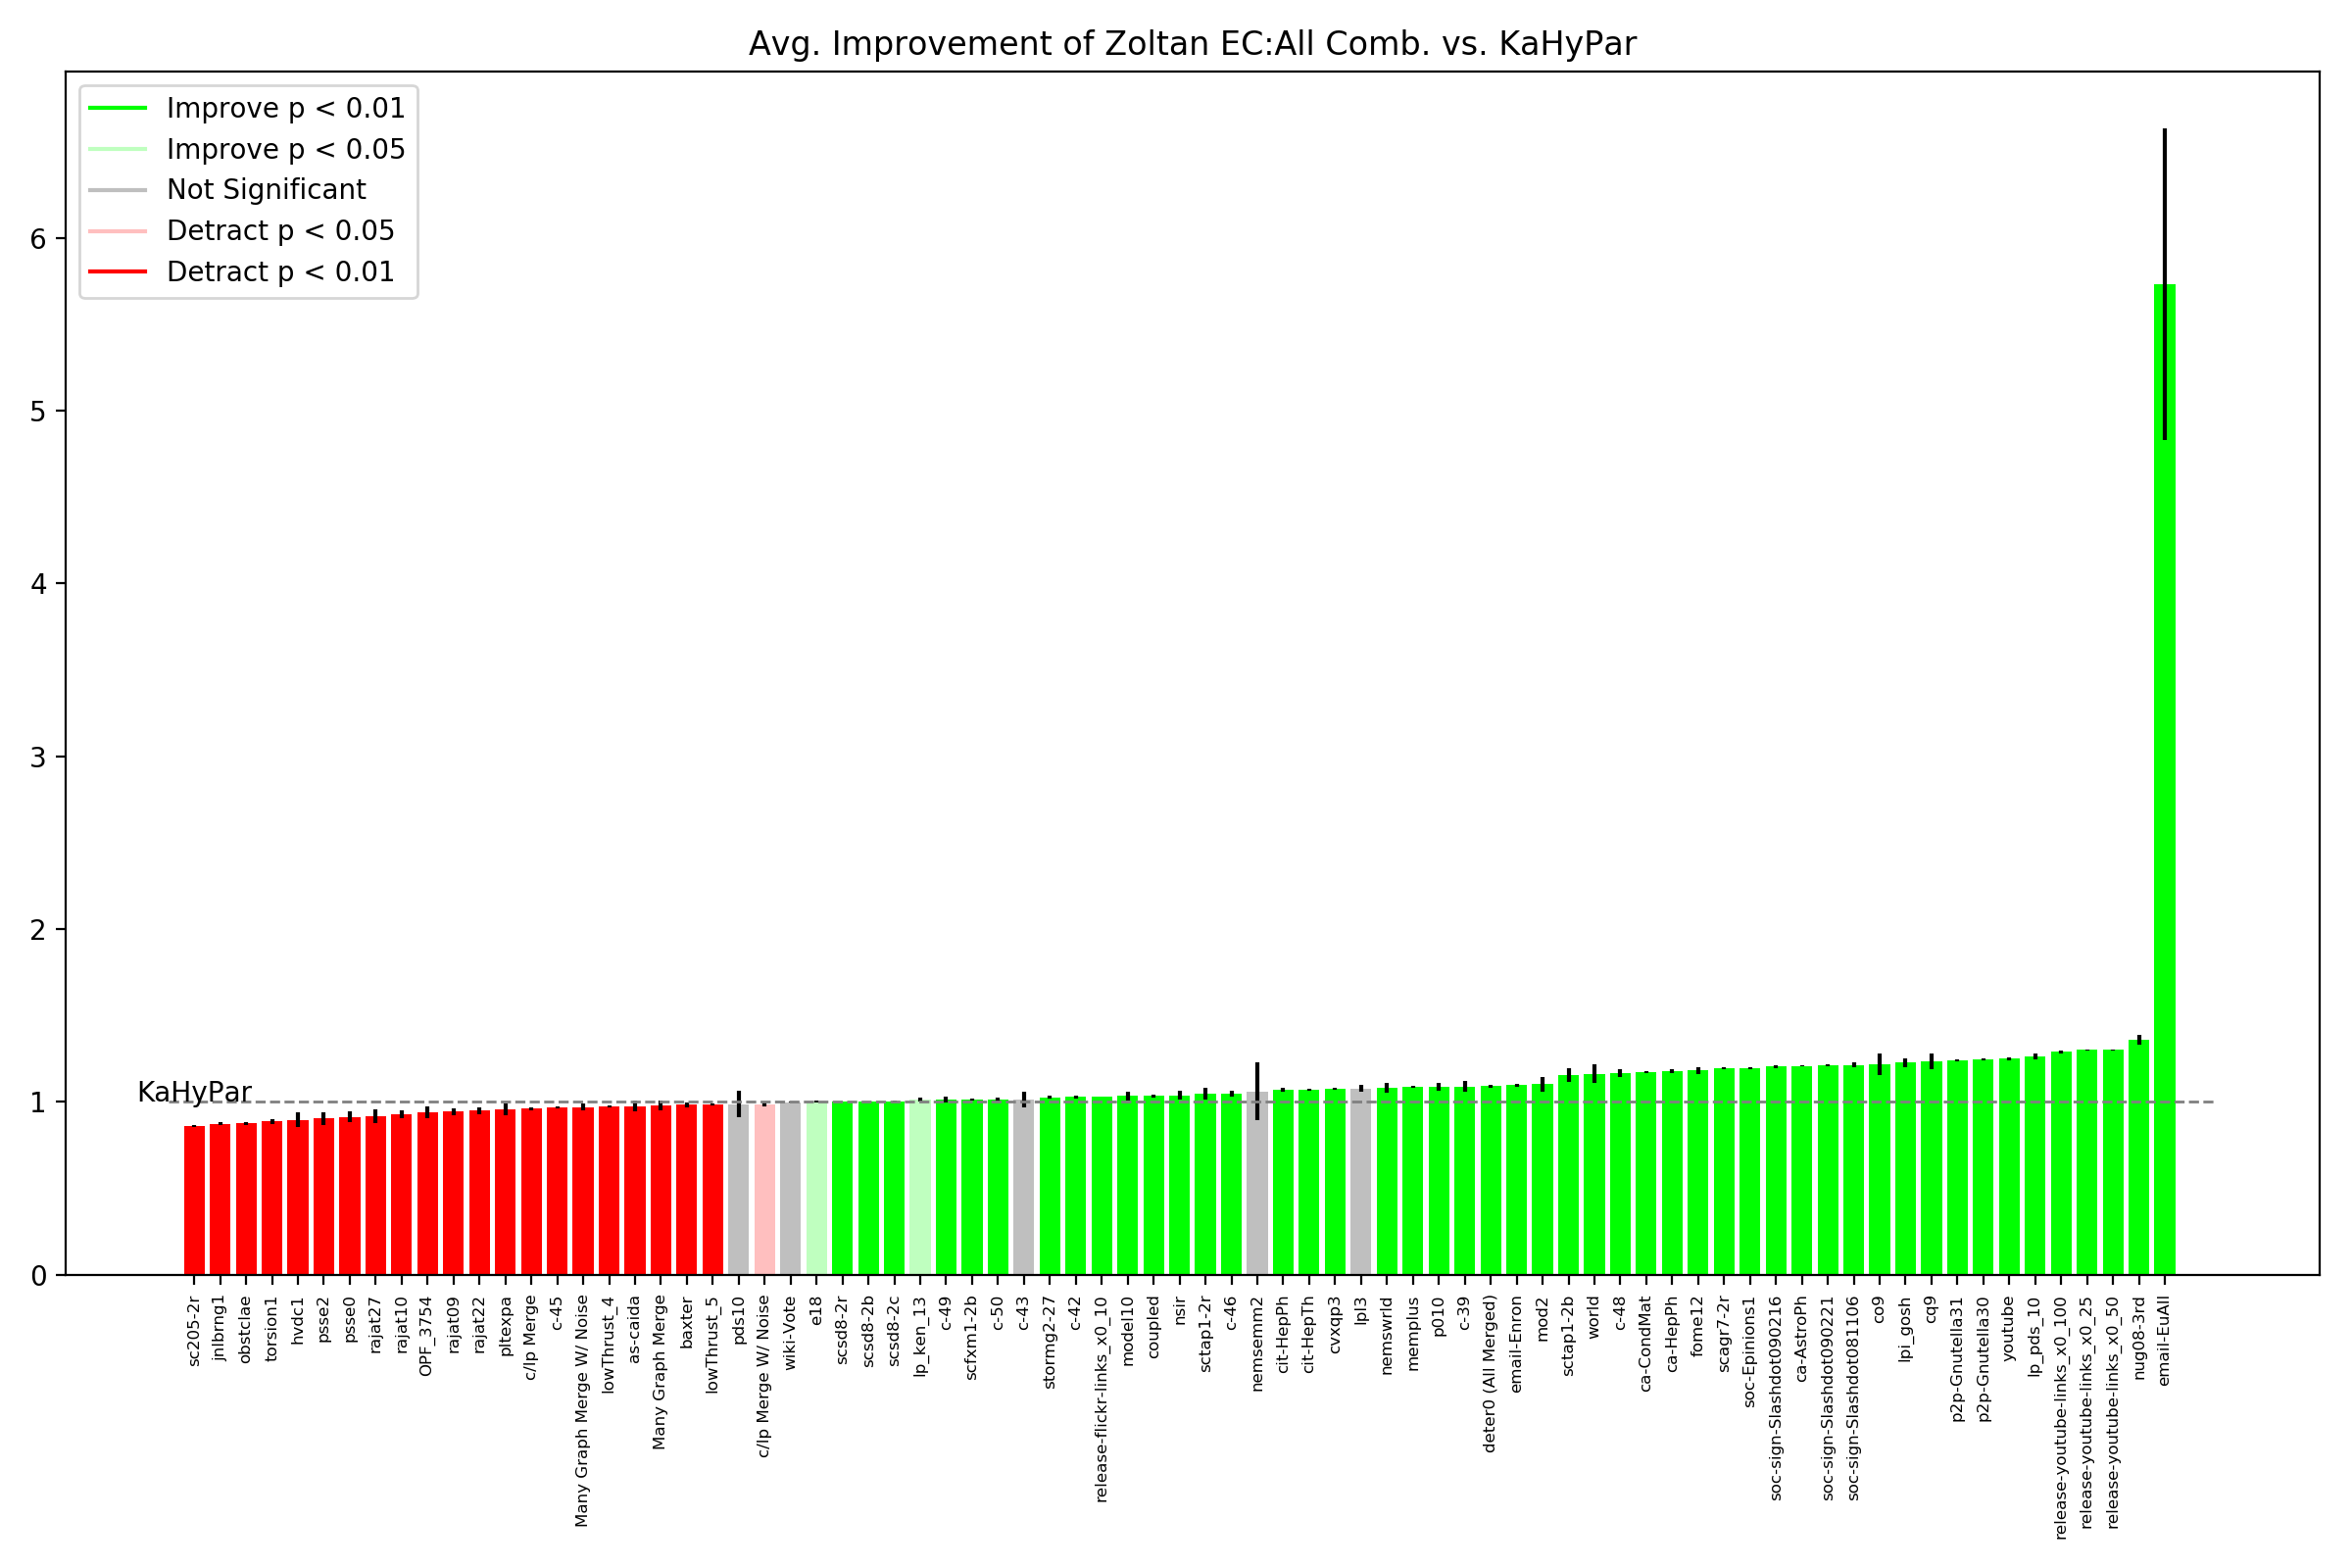 Avg. Improvement of Zoltan EC:All Comb. vs. KaHyPar
Improve p < 0.01
Improve p < 0.05
Not Significant
Detract p < 0.05
Detract p < 0.01
6
5
4
3
2
1
0
KaHyPar
sc205-2r
jnlbrng1
obstclae
torsion1
hvdc1
psse2
psse0
rajat27
rajat10
OPF_3754
rajat09
rajat22
pltexpa
c/lp Merge
c-45
Many Graph Merge W/ Noise
lowThrust_4
as-caida
Many Graph Merge
baxter
lowThrust_5
pds10
c/lp Merge W/ Noise
wiki-Vote
e18
scsd8-2r
scsd8-2b
scsd8-2c
lp_ken_13
c-49
scfxm1-2b
c-50
c-43
stormg2-27
c-42
release-flickr-links_x0_10
model10
coupled
nsir
sctap1-2r
c-46
nemsemm2
cit-HepPh
cit-HepTh
cvxqp3
lpl3
nemswrld
memplus
p010
c-39
deter0 (All Merged)
email-Enron
mod2
sctap1-2b
world
c-48
ca-CondMat
ca-HepPh
fome12
scagr7-2r
soc-Epinions1
soc-sign-Slashdot090216
ca-AstroPh
soc-sign-Slashdot090221
soc-sign-Slashdot081106
co9
lpi_gosh
cq9
p2p-Gnutella31
p2p-Gnutella30
youtube
lp_pds_10
release-youtube-links_x0_100
release-youtube-links_x0_25
release-youtube-links_x0_50
nug08-3rd
email-EuAll